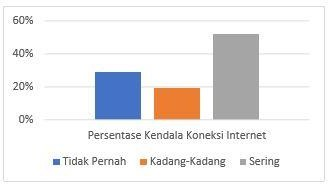 60%
40%
20%
0%
Persentase Kendala Koneksi Internet
Tidak Pernah Kadang-Kadang Sering